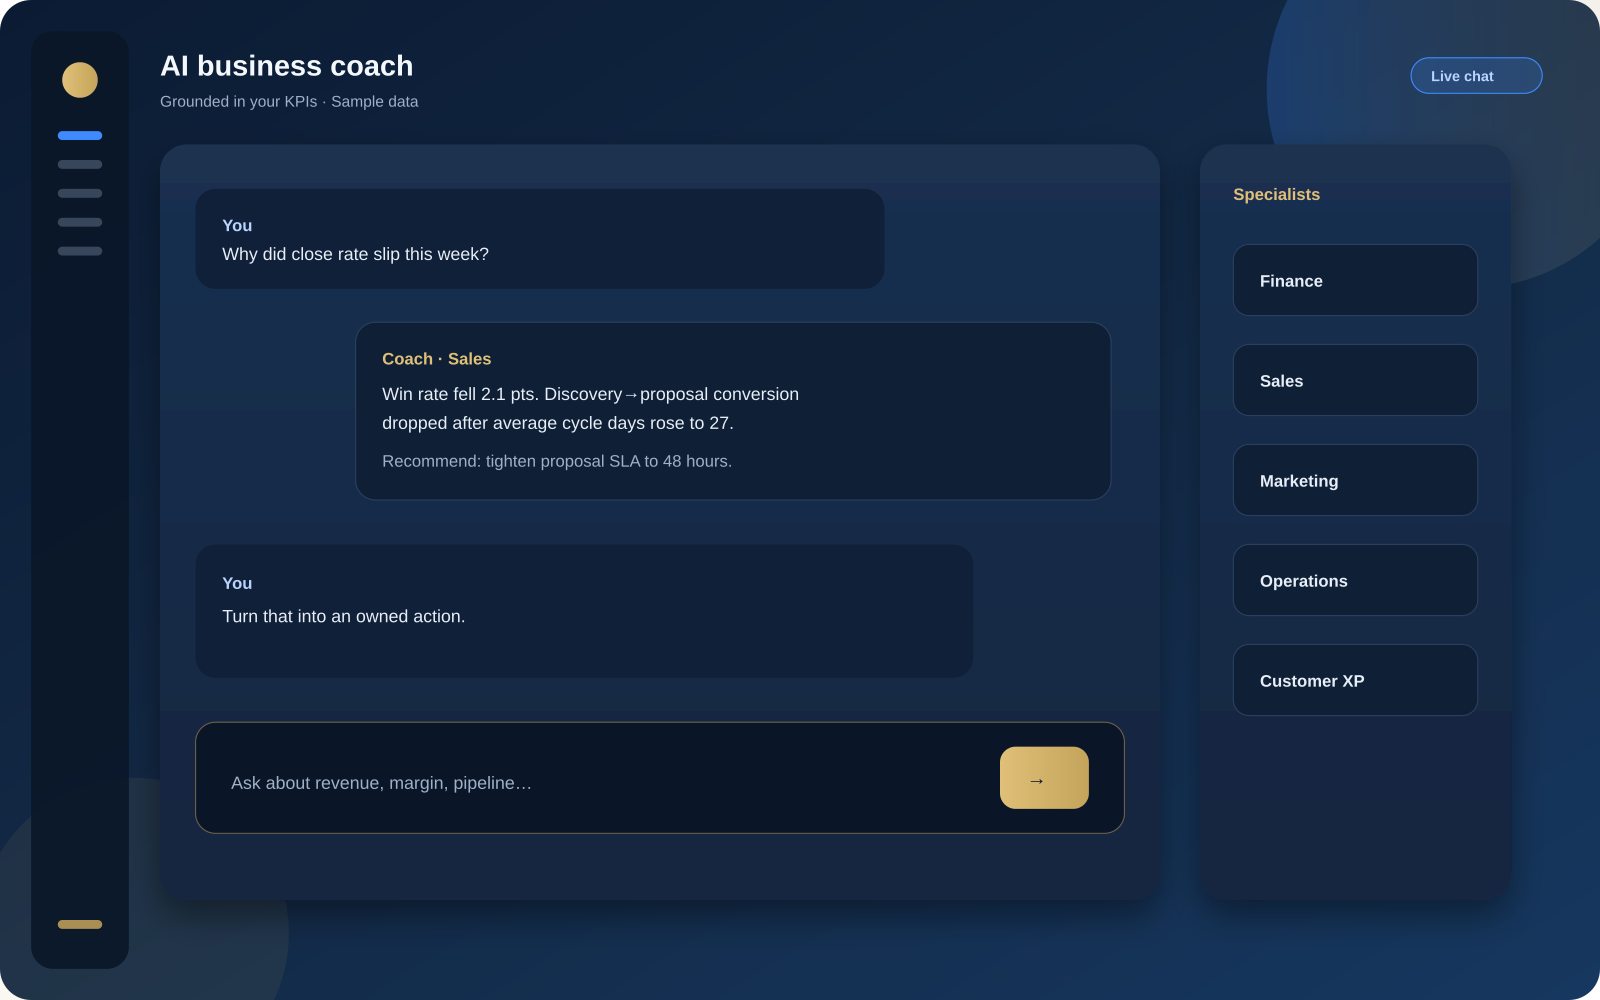 AI business coach
Grounded in your KPIs · Sample data
Live chat
You
Why did close rate slip this week?
Coach · Sales
Win rate fell 2.1 pts. Discovery→proposal conversion
dropped after average cycle days rose to 27.
Recommend: tighten proposal SLA to 48 hours.
You
Turn that into an owned action.
Ask about revenue, margin, pipeline…
→
Specialists
Finance
Sales
Marketing
Operations
Customer XP